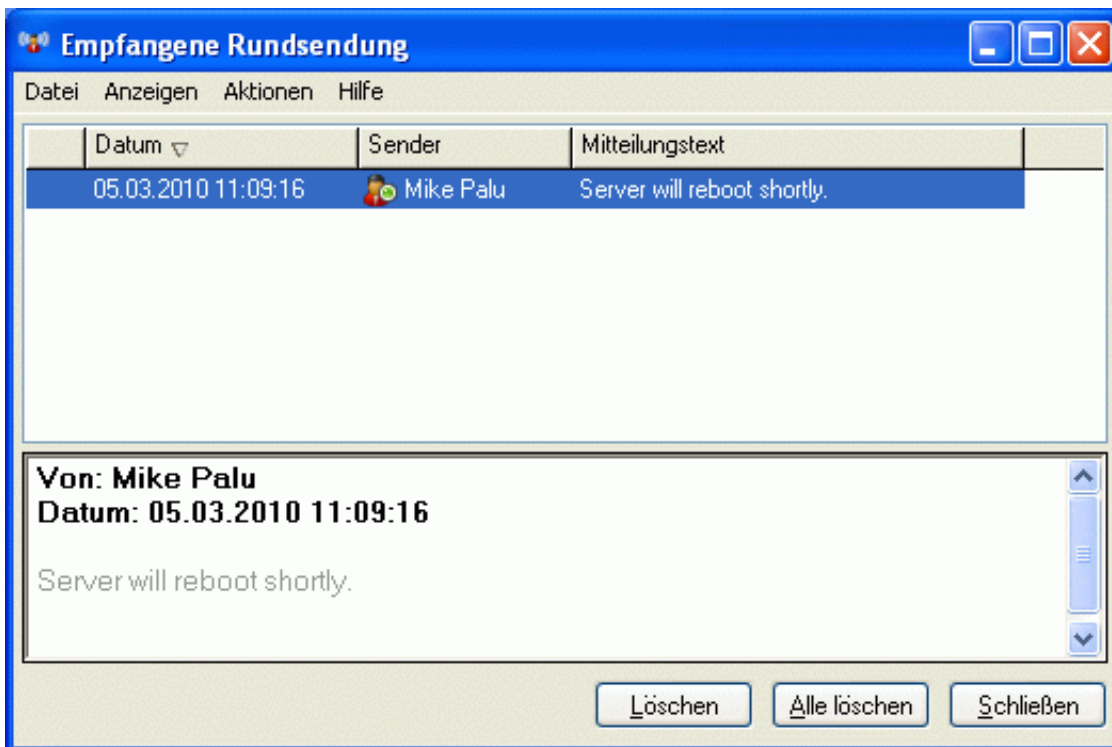 Empfangene Rundsendung
Datei Anzeigen Aktionen Hilfe
Datum Sender Mitteilungstext
05.03.2010 11:09:16 Mike Palu Server will reboot shortly.
Von: Mike Palu
Datum: 05.03.2010 11:09:16
Server will reboot shortly.
Löschen Alle löschen Schließen